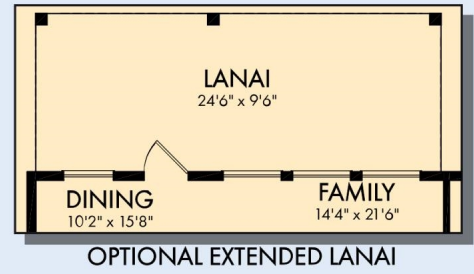 LANAI
24'6" x 9'6"
DINING
10'2" x 15'8"
FAMILY
14'4" x 21'6"
OPTIONAL EXTENDED LANAI